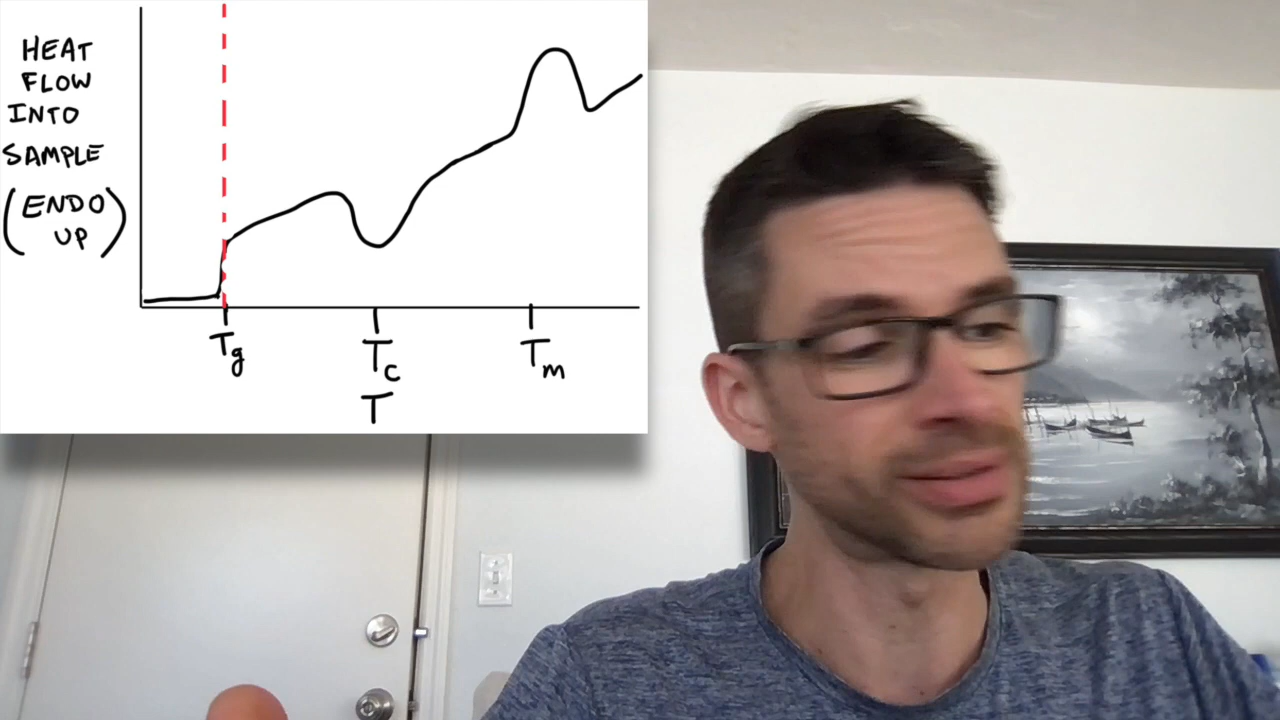 HEAT
FLOW
INTO
SAMPLE
(ENDO
UP)
Tg
Tc
Tm
T